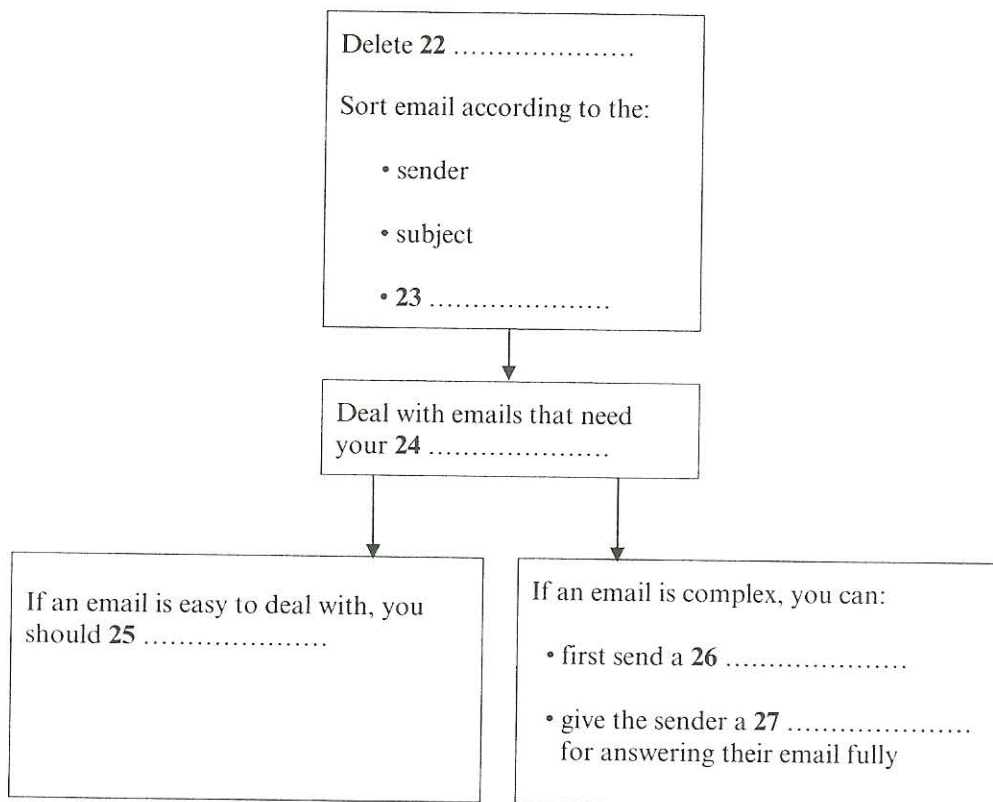 Delete 22 .....................
Sort email according to the:
• sender
• subject
• 23 .....................
Deal with emails that need
your 24 .....................
If an email is easy to deal with, you
should 25 .....................
If an email is complex, you can:
• first send a 26 .....................
• give the sender a 27 .....................
for answering their email fully